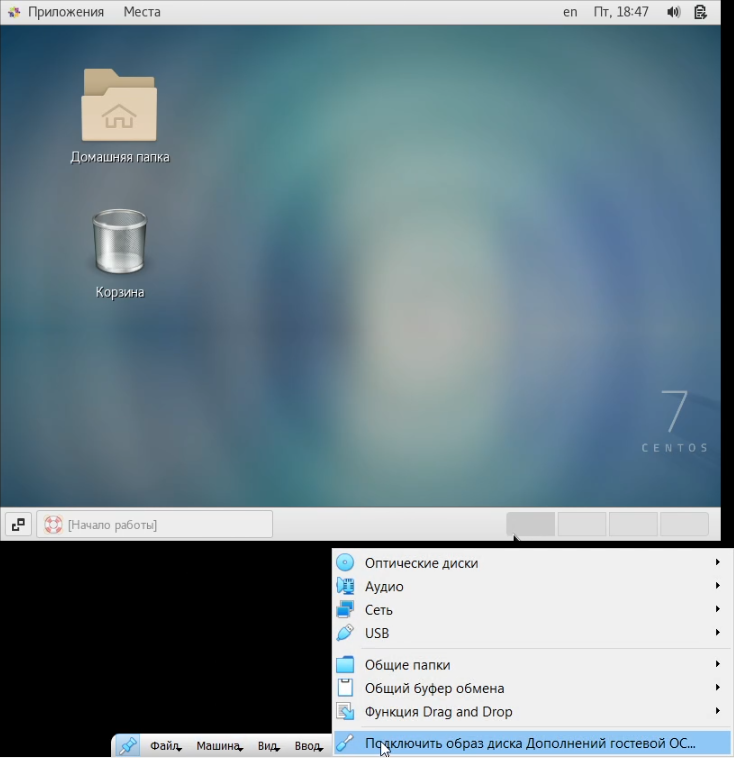 Приложения Места en Пт, 18:47
Домашняя папка
Корзина
7
CENTOS
[Начало работы]
Оптические диски
Аудио
Сеть
USB
Общие папки
Общий буфер обмена
Функция Drag and Drop
Подключить образ диска Дополнений гостевой ОС...
Файл Машина Вид Ввод